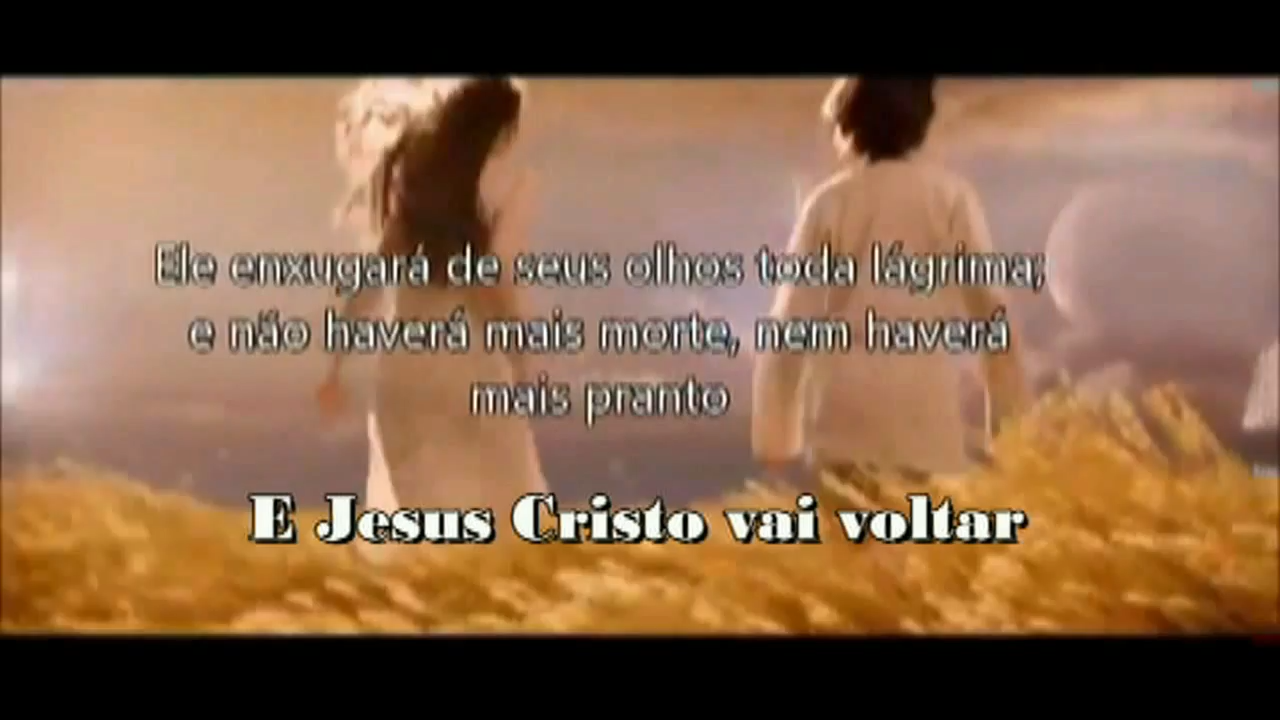 Ele enxugará de seus olhos toda lágrima;
e não haverá mais morte, nem haverá
mais pranto
E Jesus Cristo vai voltar